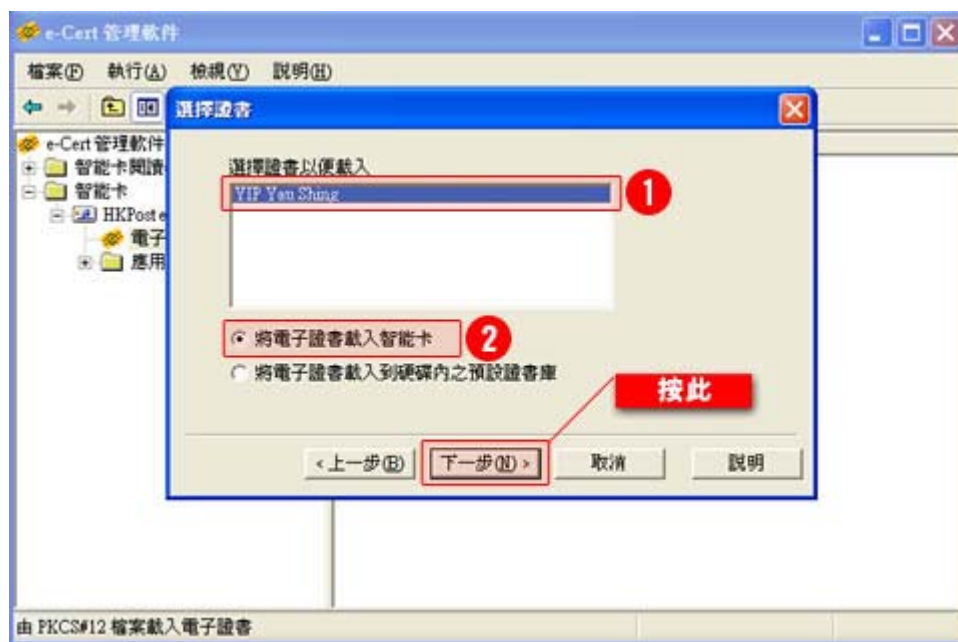 e-Cert 管理軟件
檔案(F) 執行(A) 檢視(V) 說明(H)
選擇證書
e-Cert 管理軟件
智能卡閱讀
智能卡
HKPost e
電子
應用
選擇證書以便載入
YIP Yau Shing
1
將電子證書載入智能卡
2
將電子證書載入到硬碟內之預設證書庫
按此
<上一步(B) 下一步(N)> 取消 說明
由 PKCS#12 檔案載入電子證書